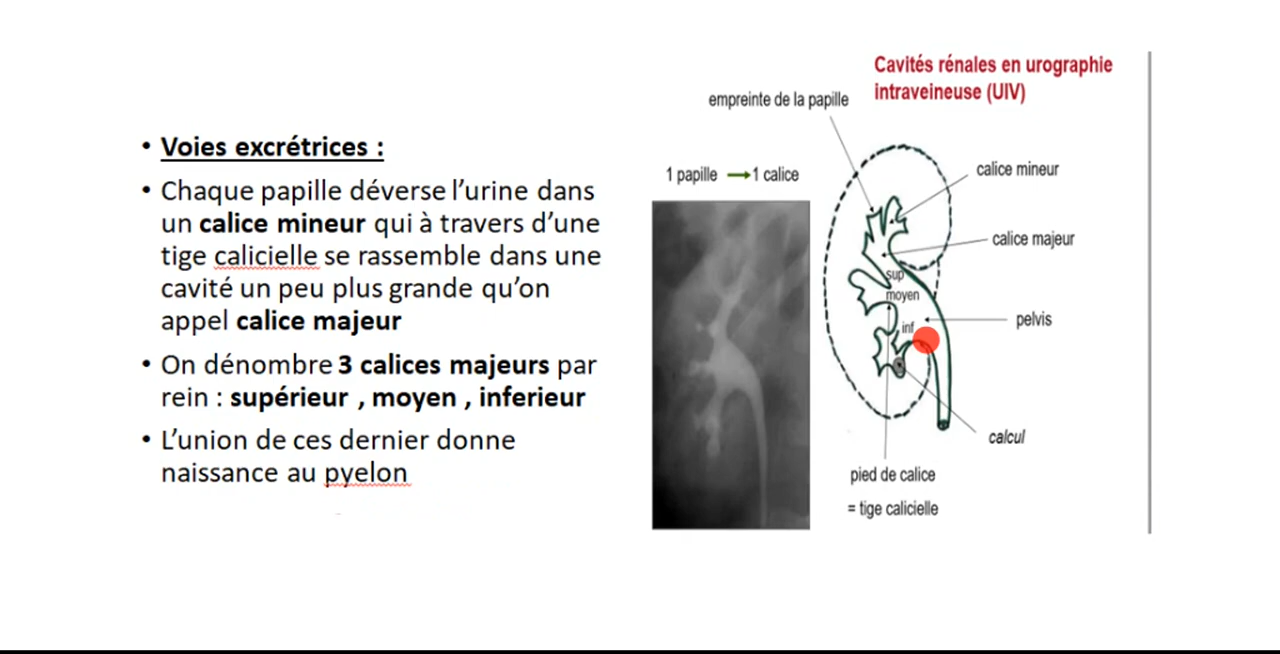 • Voies excrétrices :
• Chaque papille déverse l'urine dans
un calice mineur qui à travers d'une
tige calicielle se rassemble dans une
cavité un peu plus grande qu'on
appel calice majeur
• On dénombre 3 calices majeurs par
rein : supérieur , moyen , inferieur
• L'union de ces dernier donne
naissance au pyelon
Cavités rénales en urographie
intraveineuse (UIV)
empreinte de la papille
1 papille → 1 calice
calice mineur
calice majeur
sup
moyen
inf
pelvis
calcul
pied de calice
= tige calicielle